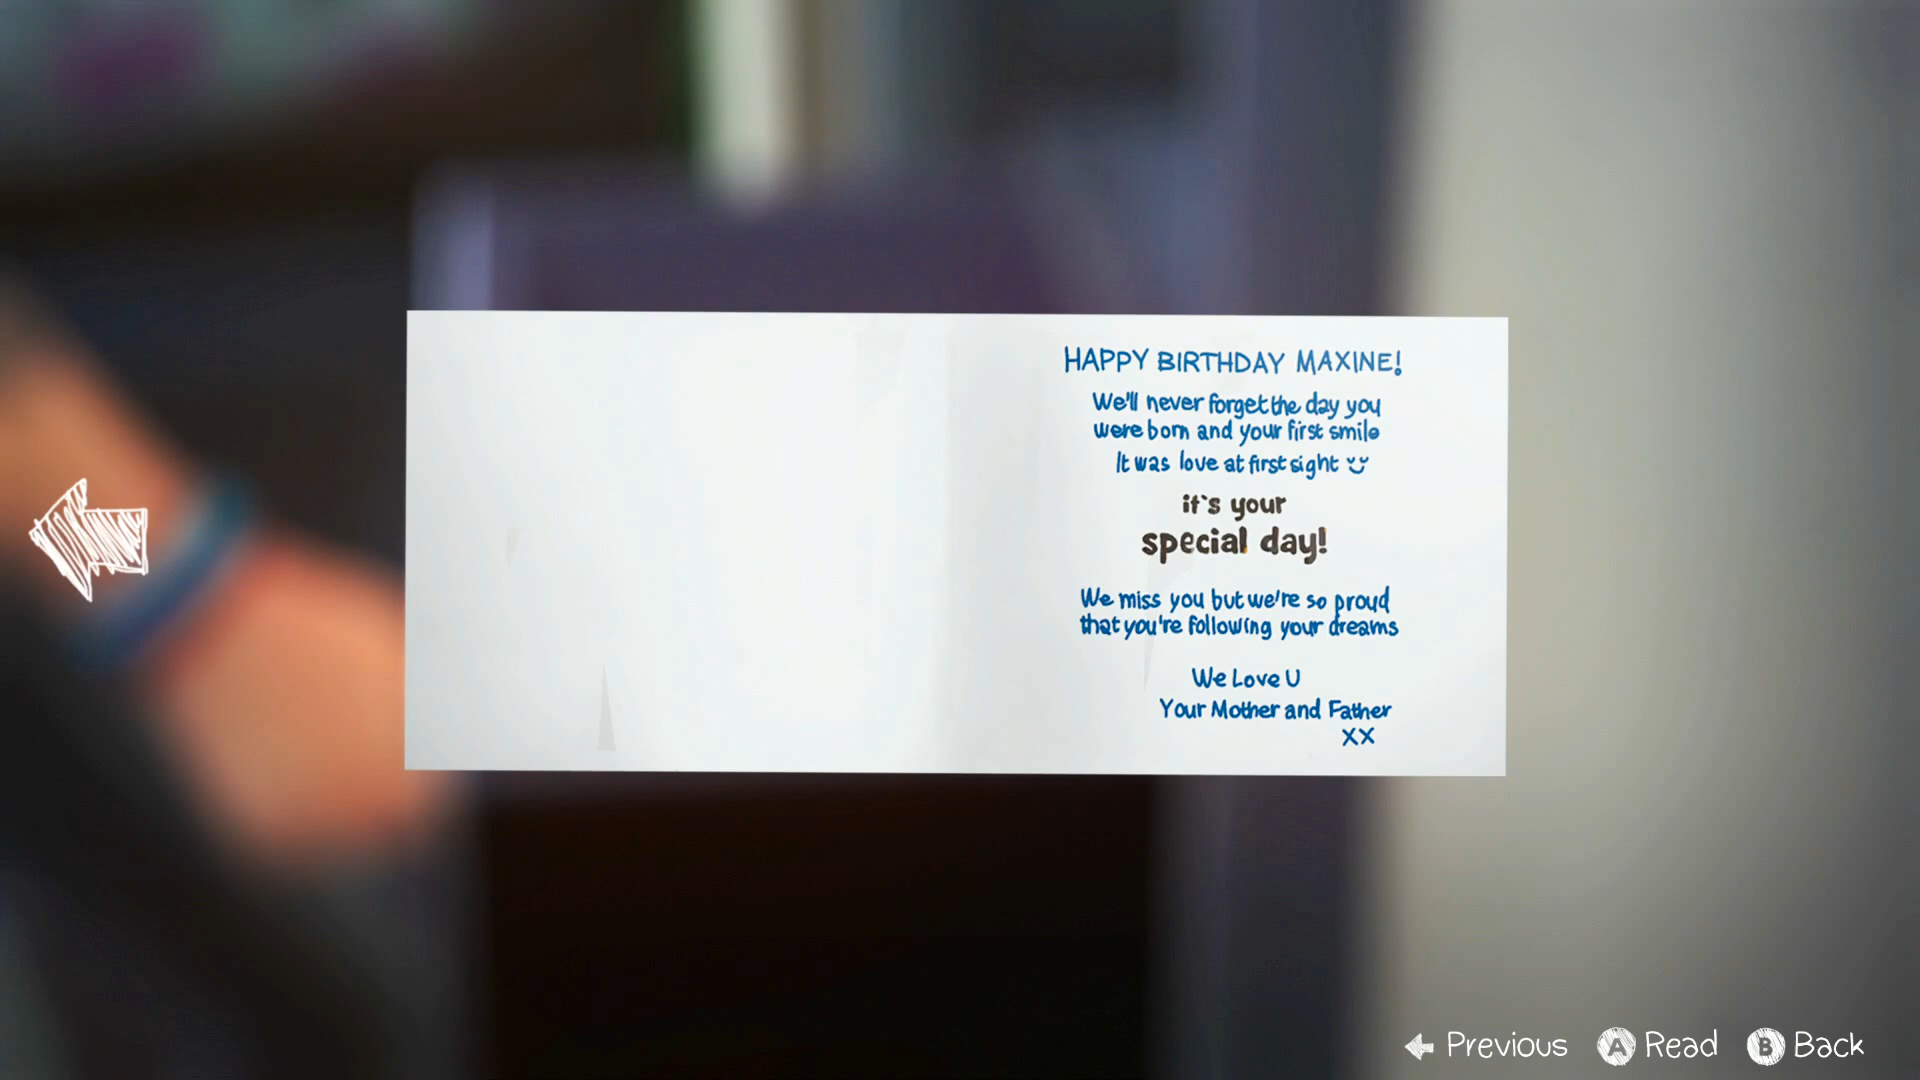 HAPPY BIRTHDAY MAXINE!
We'll never forget the day you
were born and your first smile
It was love at first sight
it's your
special day!
We miss you but we're so proud
that you're following your dreams
We Love U
Your Mother and Father
XX
Previous A Read B Back